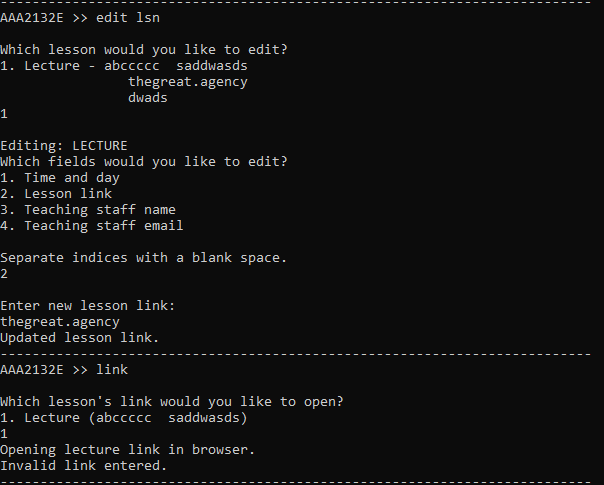 --------------------------------------------------------------------------
AAA2132E >> edit lsn
Which lesson would you like to edit?
1. Lecture - abccccc  saddwasds
thegreat.agency
dwads
1
Editing: LECTURE
Which fields would you like to edit?
1. Time and day
2. Lesson link
3. Teaching staff name
4. Teaching staff email
Separate indices with a blank space.
2
Enter new lesson link:
thegreat.agency
Updated lesson link.
--------------------------------------------------------------------------
AAA2132E >> link
Which lesson's link would you like to open?
1. Lecture (abccccc  saddwasds)
1
Opening lecture link in browser.
Invalid link entered.
--------------------------------------------------------------------------